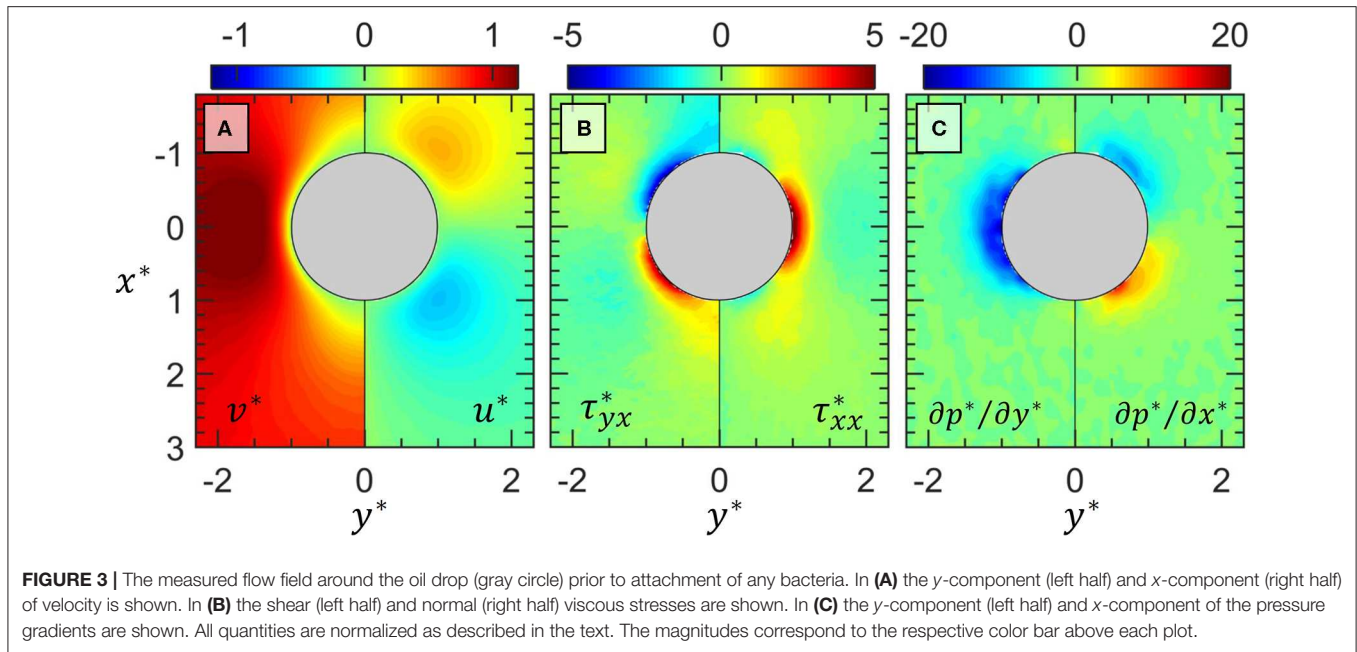 -1 0 1 -5 0 5 -20 0 20
A B C
-1
0
x*
1
2
3
v* u* τ*yx τ*xx ∂p*/∂y* ∂p*/∂x*
-2 0 2 -2 0 2 -2 0 2
y* y* y*
FIGURE 3 | The measured flow field around the oil drop (gray circle) prior to attachment of any bacteria. In (A) the y-component (left half) and x-component (right half)
of velocity is shown. In (B) the shear (left half) and normal (right half) viscous stresses are shown. In (C) the y-component (left half) and x-component of the pressure
gradients are shown. All quantities are normalized as described in the text. The magnitudes correspond to the respective color bar above each plot.